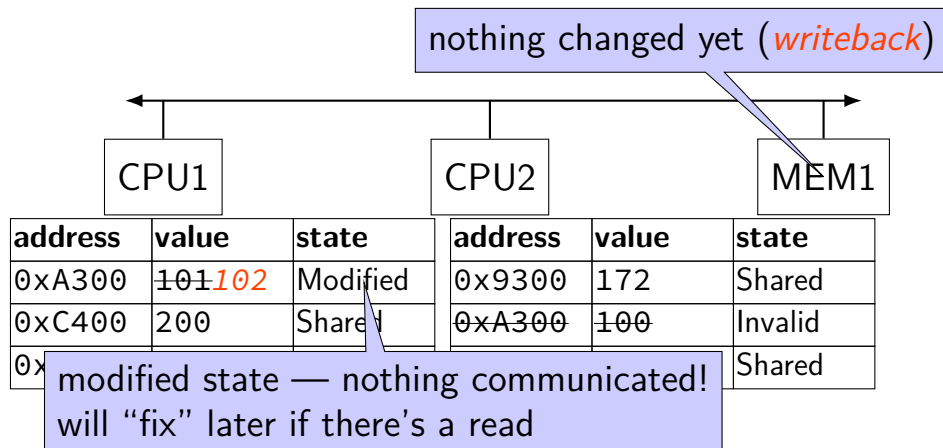 nothing changed yet (writeback)
CPU1 CPU2 MEM1
address value state address value state
0xA300 101102 Modified 0x9300 172 Shared
0xC400 200 Shared 0xA300 100 Invalid
0x Shared
modified state — nothing communicated!
will “fix” later if there's a read